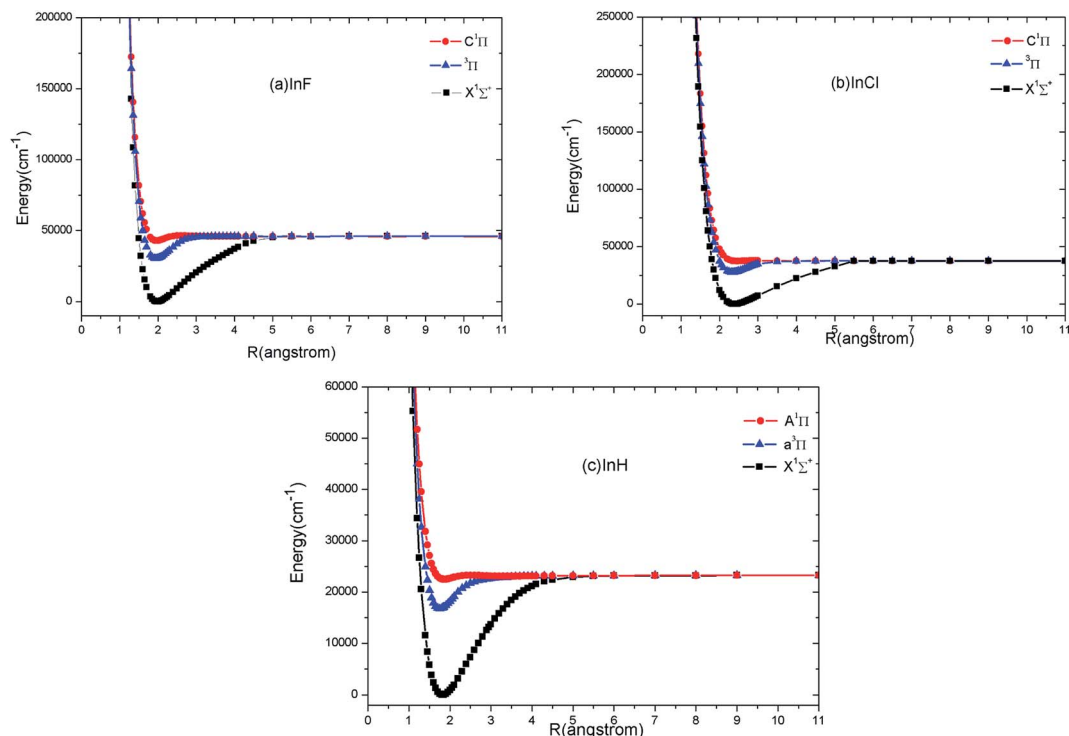 200000
150000
100000
50000
0
Energy(cm⁻¹)
(a)InF
C¹Π
³Π
X¹Σ⁺
0 1 2 3 4 5 6 7 8 9 10 11
R(angstrom)
250000
200000
150000
100000
50000
0
Energy(cm⁻¹)
(b)InCl
C¹Π
³Π
X¹Σ⁺
0 1 2 3 4 5 6 7 8 9 10 11
R(angstrom)
60000
50000
40000
30000
20000
10000
0
Energy(cm⁻¹)
(c)InH
A¹Π
a³Π
X¹Σ⁺
0 1 2 3 4 5 6 7 8 9 10 11
R(angstrom)